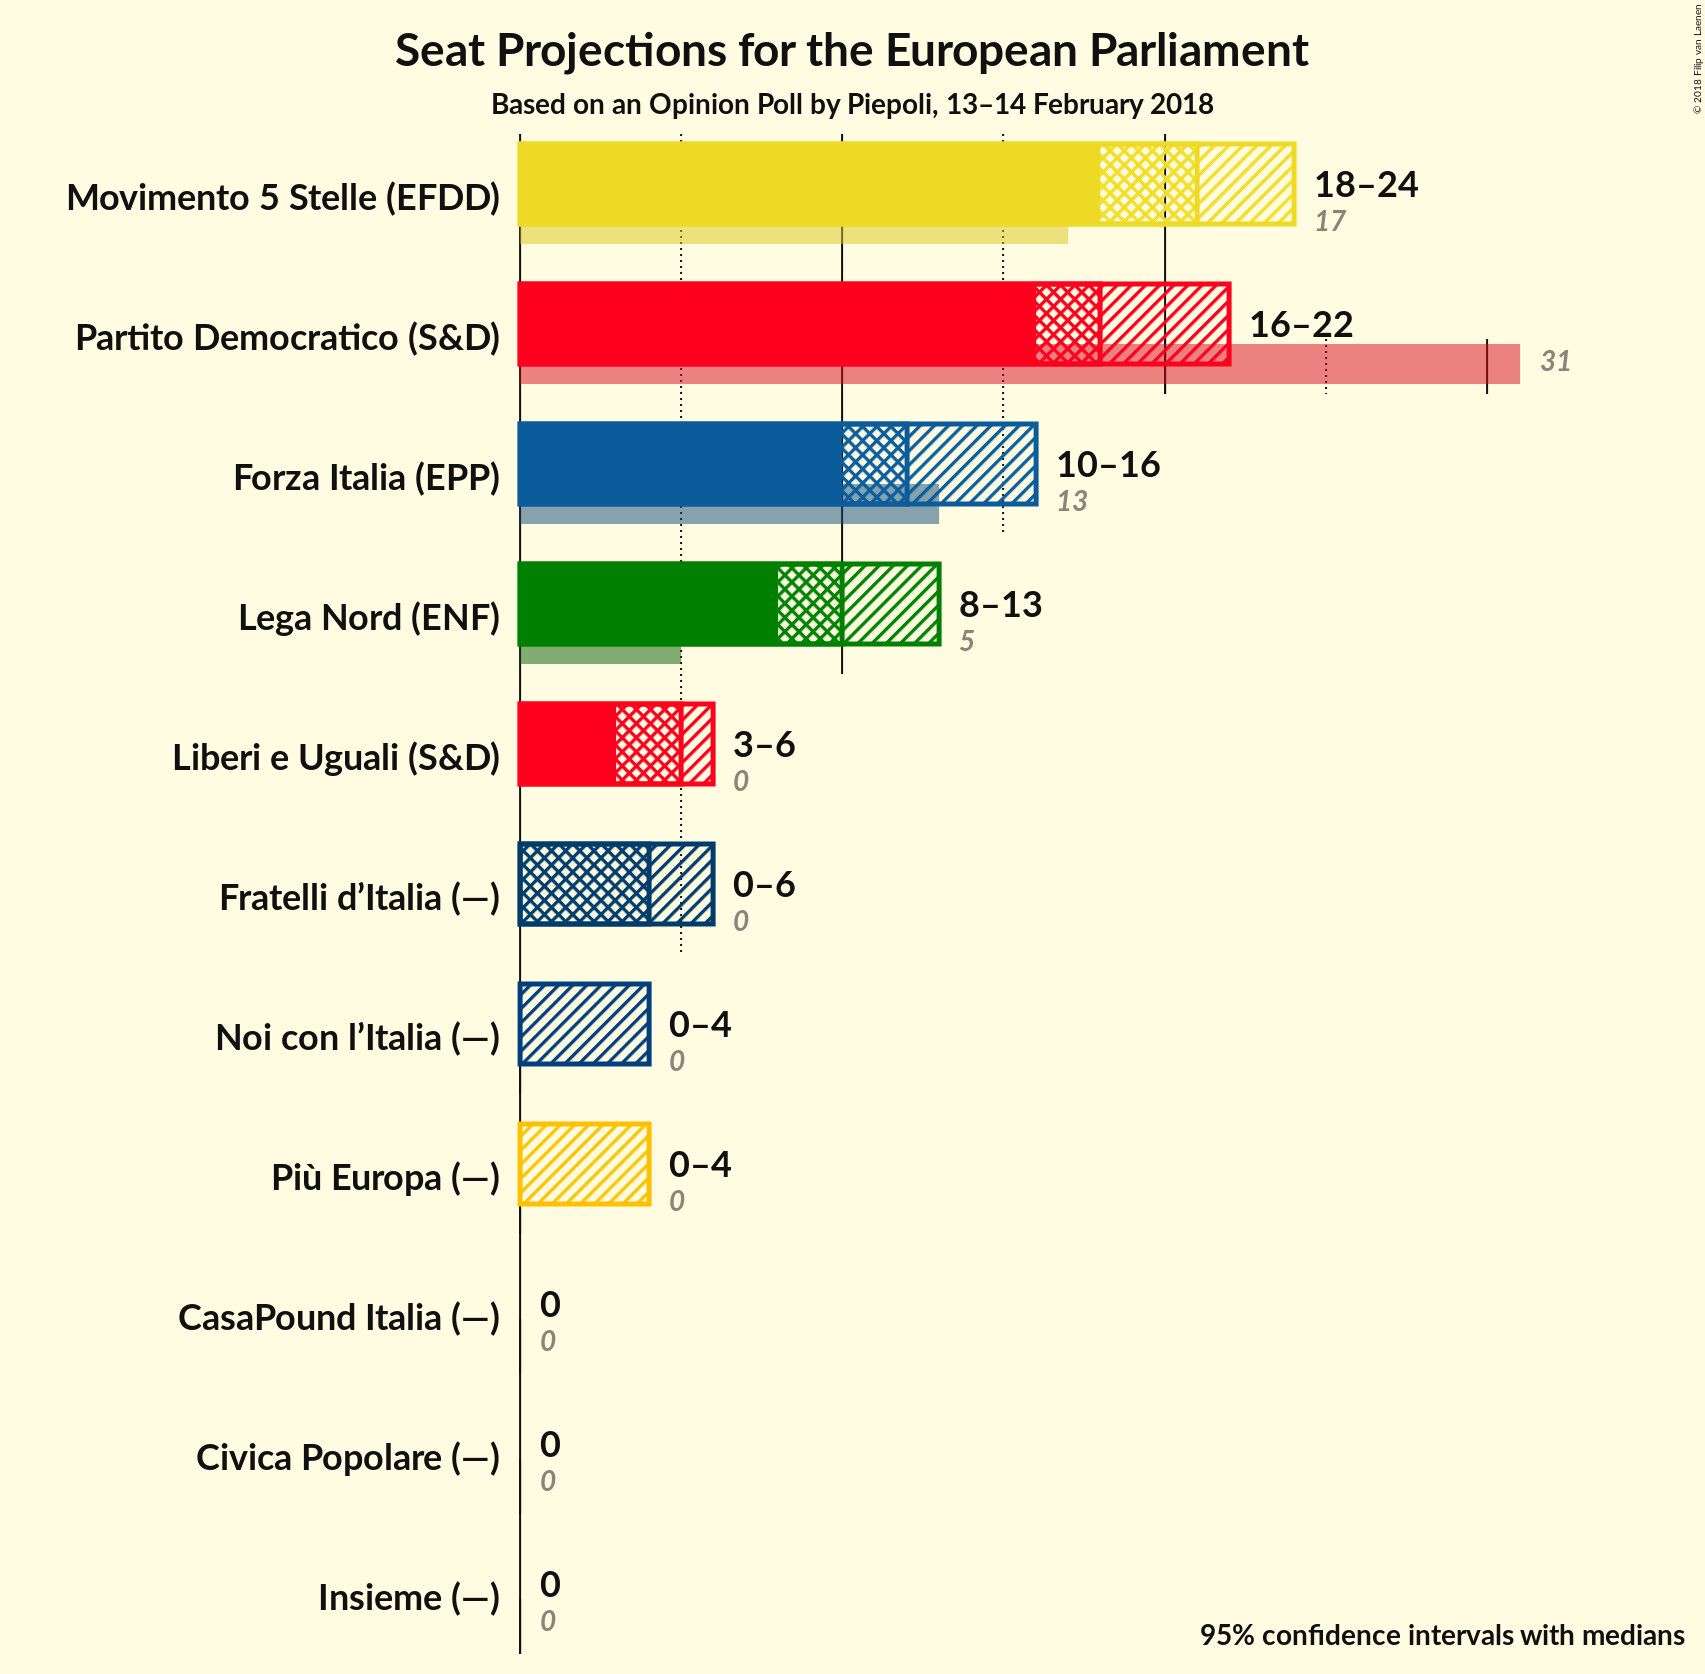 Seat Projections for the European Parliament
Based on an Opinion Poll by Piepoli, 13–14 February 2018
© 2018 Filip van Laenen
Movimento 5 Stelle (EFDD)
18–24
17
Partito Democratico (S&D)
16–22
31
Forza Italia (EPP)
10–16
13
Lega Nord (ENF)
8–13
5
Liberi e Uguali (S&D)
3–6
0
Fratelli d’Italia (—)
0–6
0
Noi con l’Italia (—)
0–4
0
Più Europa (—)
0–4
0
CasaPound Italia (—)
0
0
Civica Popolare (—)
0
0
Insieme (—)
0
0
95% confidence intervals with medians